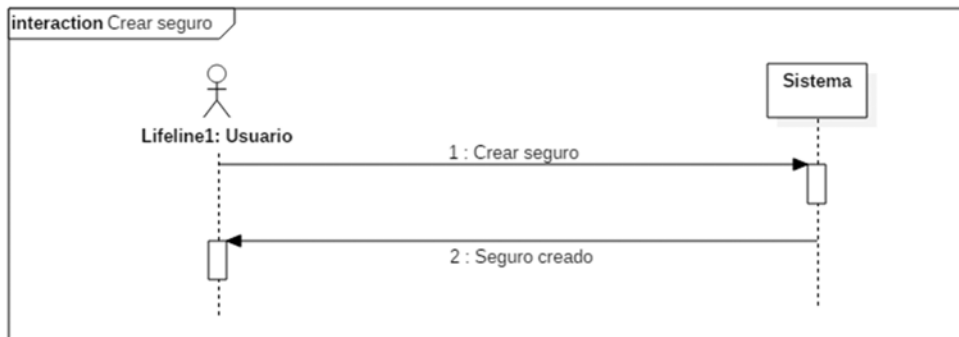 interaction Crear seguro
Sistema
Lifeline1: Usuario
1 : Crear seguro
2 : Seguro creado